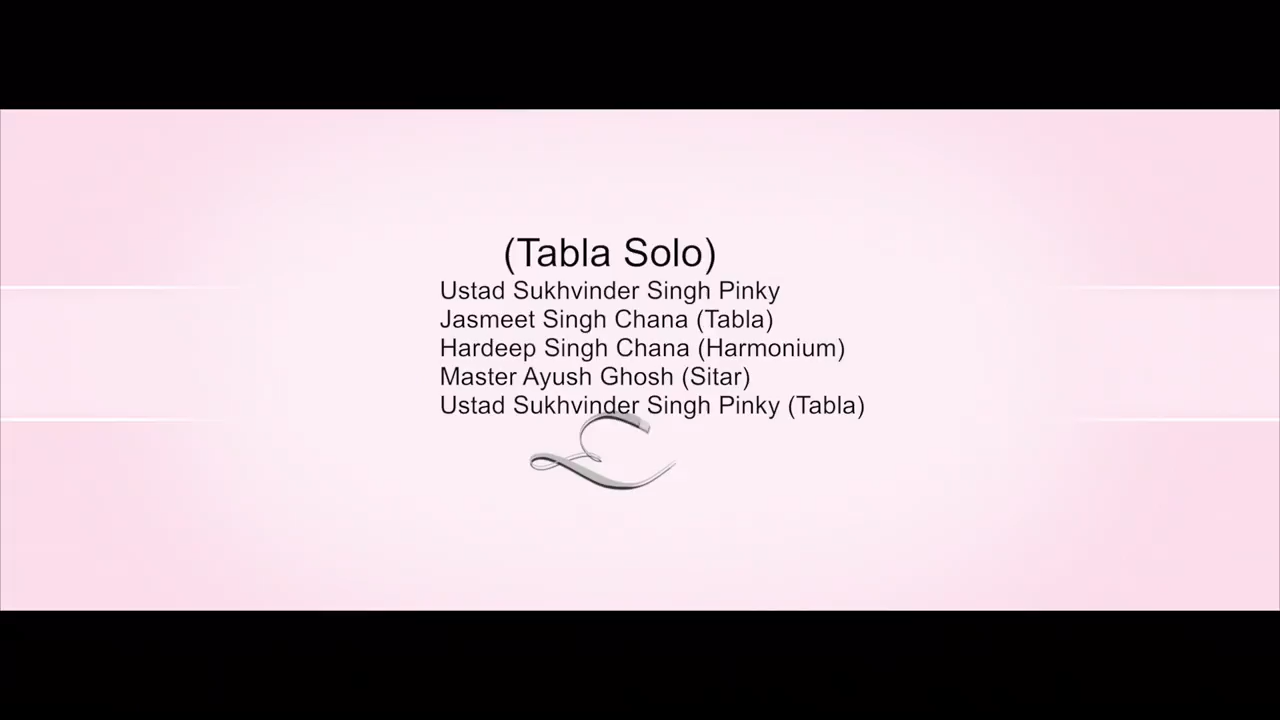 (Tabla Solo)
Ustad Sukhvinder Singh Pinky
Jasmeet Singh Chana (Tabla)
Hardeep Singh Chana (Harmonium)
Master Ayush Ghosh (Sitar)
Ustad Sukhvinder Singh Pinky (Tabla)